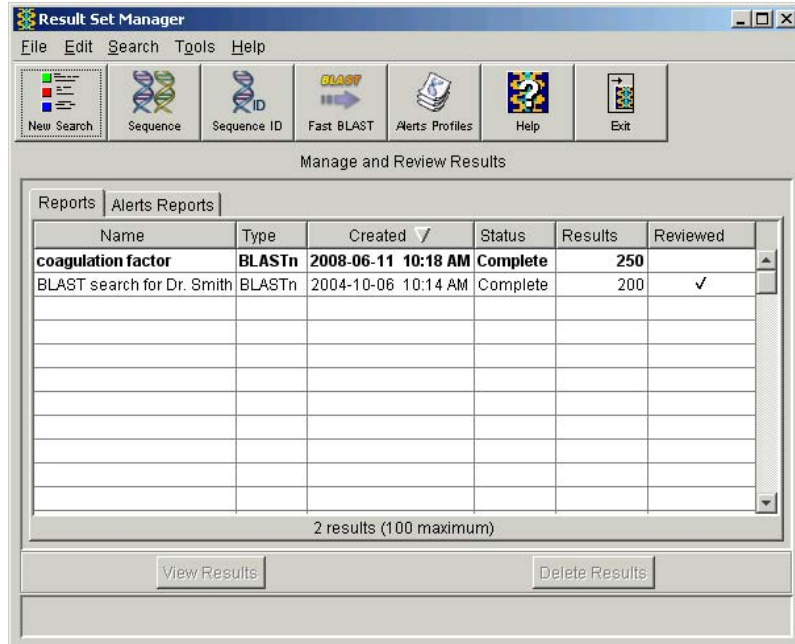 Result Set Manager
File Edit Search Tools Help
BLAST
ID
New Search Sequence Sequence ID Fast BLAST Alerts Profiles Help Exit
Manage and Review Results
Reports Alerts Reports
Name Type Created Status Results Reviewed
coagulation factor BLASTn 2008-06-11 10:18 AM Complete 250
BLAST search for Dr. Smith BLASTn 2004-10-06 10:14 AM Complete 200 ✓
2 results (100 maximum)
View Results Delete Results